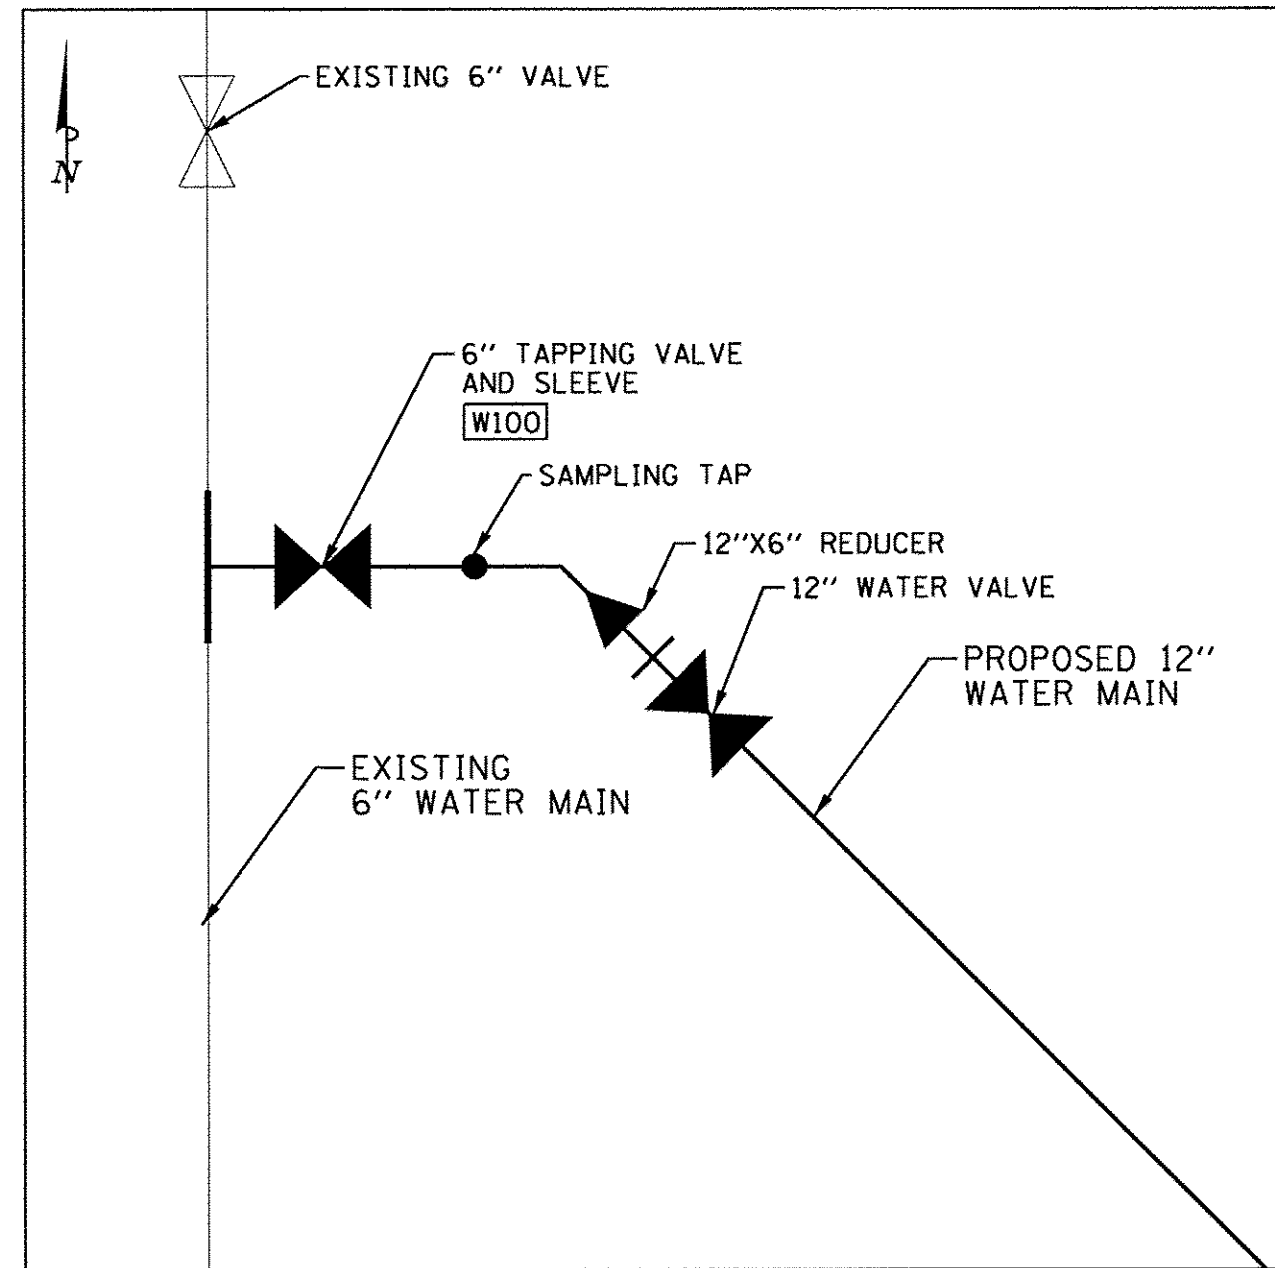 EXISTING 6" VALVE
N
6" TAPPING VALVE
AND SLEEVE
W100
SAMPLING TAP
12"X6" REDUCER
12" WATER VALVE
PROPOSED 12"
WATER MAIN
EXISTING
6" WATER MAIN